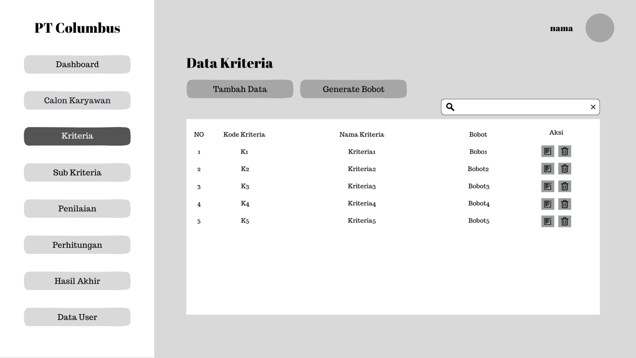 PT Columbus
nama
Dashboard
Calon Karyawan
Kriteria
Sub Kriteria
Penilaian
Perhitungan
Hasil Akhir
Data User
Data Kriteria
Tambah Data
Generate Bobot
NO Kode Kriteria Nama Kriteria Bobot Aksi
1 K1 Kriteria1 Bobo1
2 K2 Kriteria2 Bobot2
3 K3 Kriteria3 Bobot3
4 K4 Kriteria4 Bobot4
5 K5 Kriteria5 Bobot5